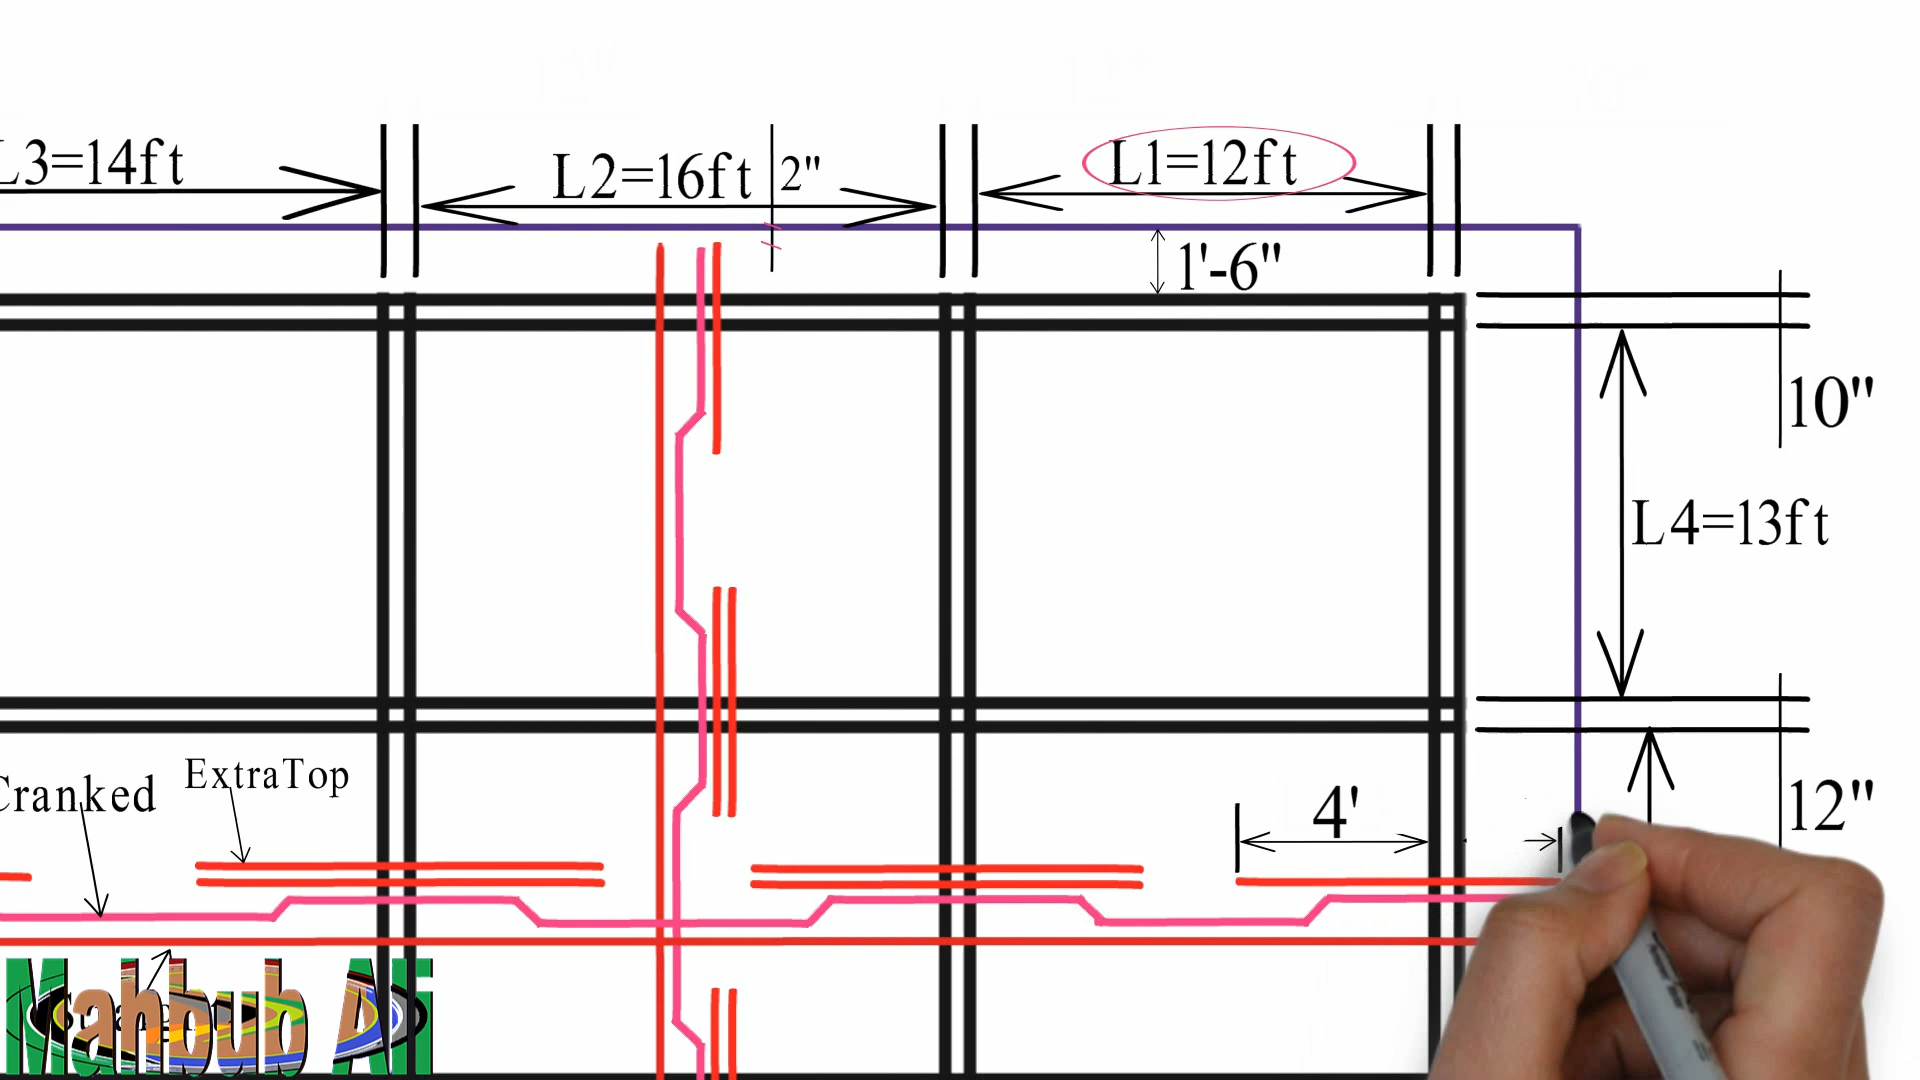 L3=14ft
L2=16ft
2"
L1=12ft
1'-6"
10"
L4=13ft
Cranked
ExtraTop
4'
12"
Mahbub Ali